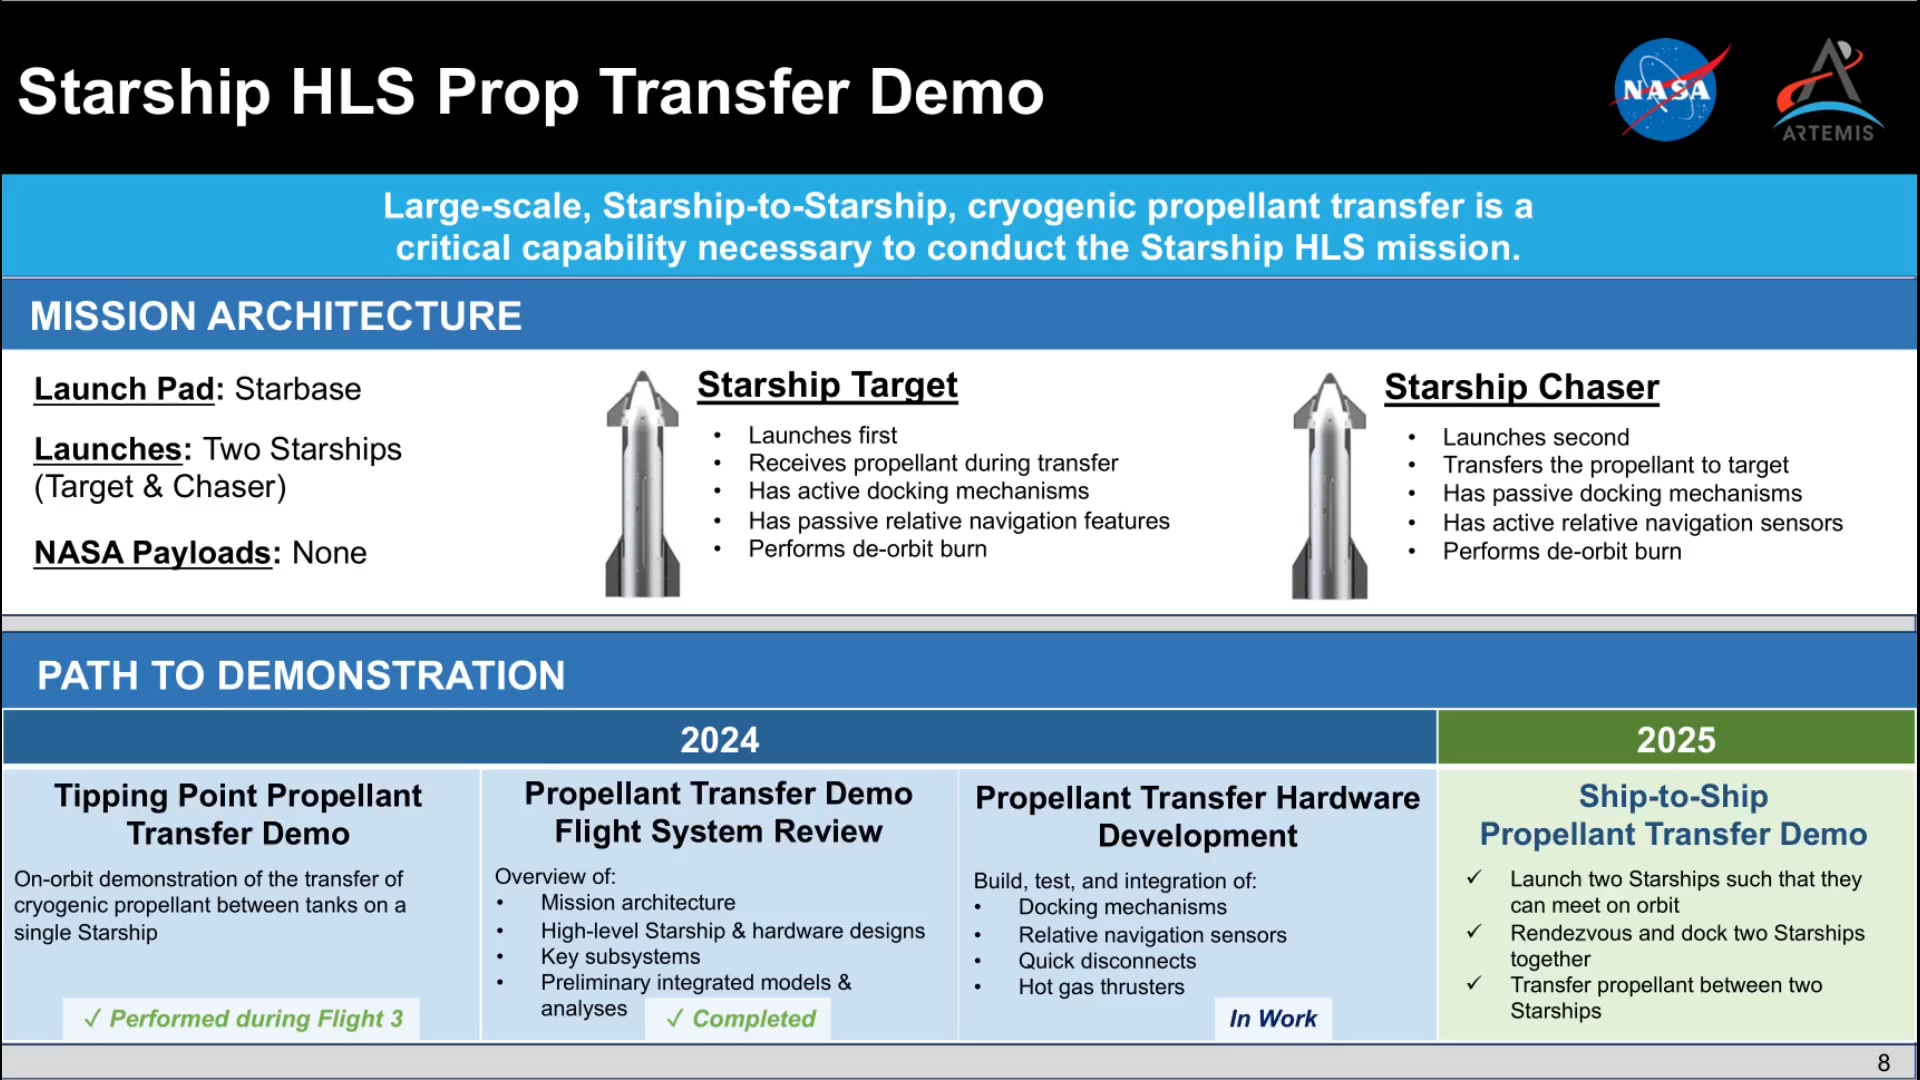 Starship HLS Prop Transfer Demo
NASA
ARTEMIS
Large-scale, Starship-to-Starship, cryogenic propellant transfer is a
critical capability necessary to conduct the Starship HLS mission.
MISSION ARCHITECTURE
Launch Pad: Starbase
Launches: Two Starships
(Target & Chaser)
NASA Payloads: None
Starship Target
• Launches first
• Receives propellant during transfer
• Has active docking mechanisms
• Has passive relative navigation features
• Performs de-orbit burn
Starship Chaser
• Launches second
• Transfers the propellant to target
• Has passive docking mechanisms
• Has active relative navigation sensors
• Performs de-orbit burn
PATH TO DEMONSTRATION
2024
2025
Tipping Point Propellant
Transfer Demo
On-orbit demonstration of the transfer of
cryogenic propellant between tanks on a
single Starship
✓ Performed during Flight 3
Propellant Transfer Demo
Flight System Review
Overview of:
• Mission architecture
• High-level Starship & hardware designs
• Key subsystems
• Preliminary integrated models &
analyses
✓ Completed
Propellant Transfer Hardware
Development
Build, test, and integration of:
• Docking mechanisms
• Relative navigation sensors
• Quick disconnects
• Hot gas thrusters
In Work
Ship-to-Ship
Propellant Transfer Demo
✓ Launch two Starships such that they
can meet on orbit
✓ Rendezvous and dock two Starships
together
✓ Transfer propellant between two
Starships
8